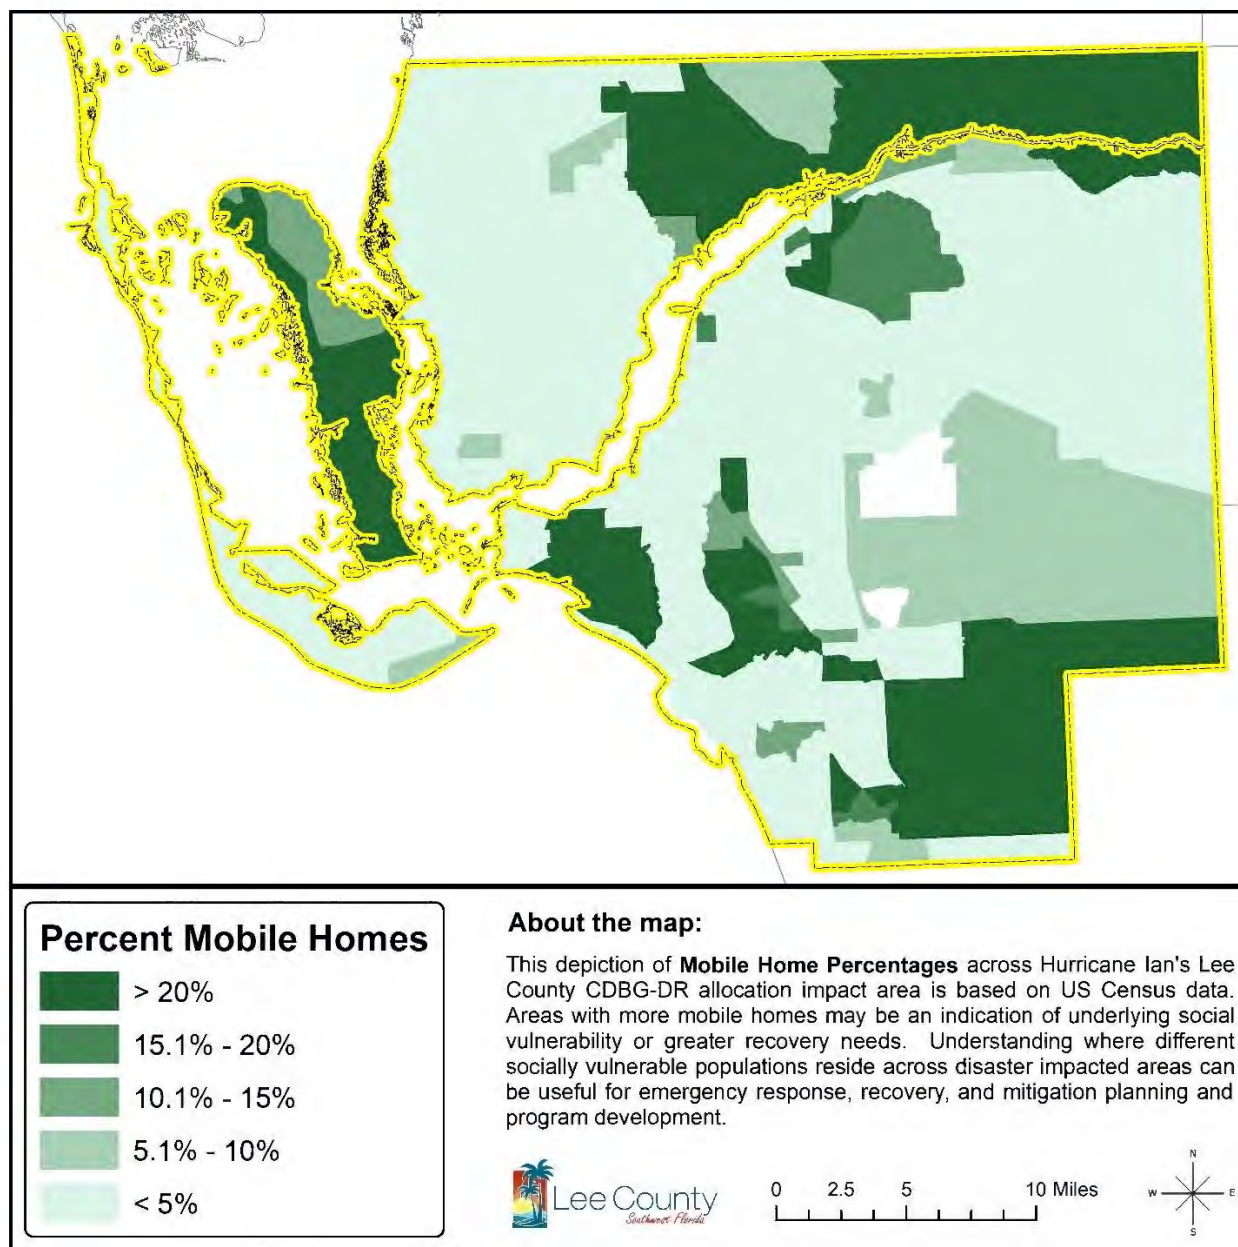 Percent Mobile Homes
> 20%
15.1% - 20%
10.1% - 15%
5.1% - 10%
< 5%
About the map:
This depiction of Mobile Home Percentages across Hurricane Ian's Lee
County CDBG-DR allocation impact area is based on US Census data.
Areas with more mobile homes may be an indication of underlying social
vulnerability or greater recovery needs. Understanding where different
socially vulnerable populations reside across disaster impacted areas can
be useful for emergency response, recovery, and mitigation planning and
program development.
Lee County
Southwest Florida
0 2.5 5 10 Miles
N
W E
S